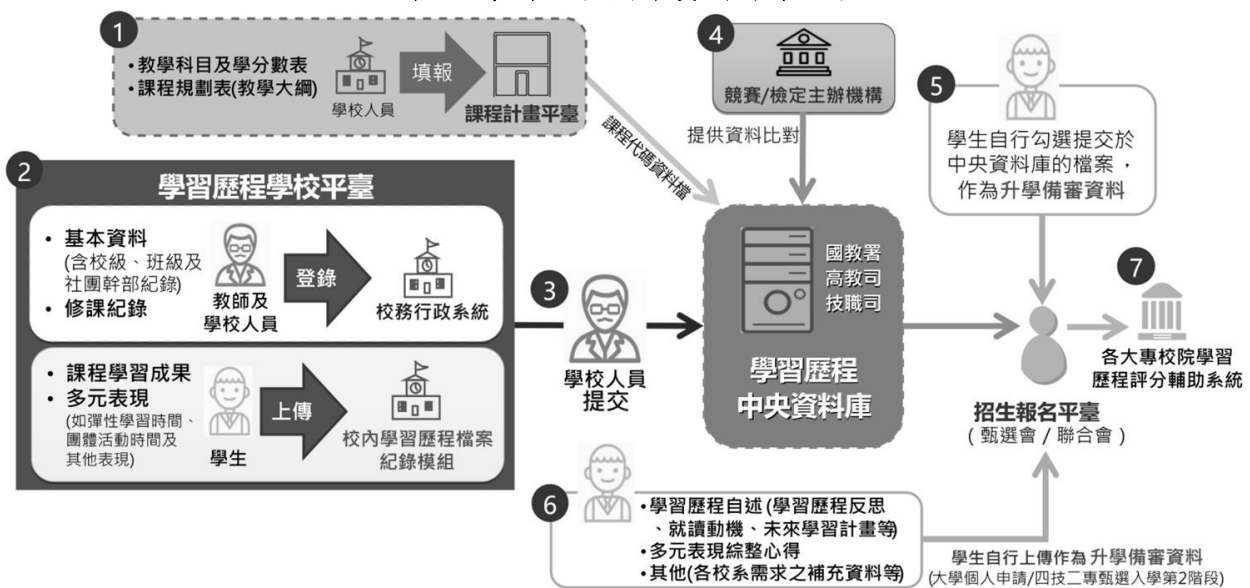 1
・教學科目及學分數表
・課程規劃表(教學大綱)
學校人員
填報
課程計畫平臺
課程代碼資料檔
4
競賽/檢定主辦機構
提供資料比對
5
學生自行勾選提交於
中央資料庫的檔案，
作為升學備審資料
2
學習歷程學校平臺
• 基本資料
(含校級、班級及
社團幹部紀錄)
• 修課紀錄
教師及
學校人員
登錄
校務行政系統
• 課程學習成果
• 多元表現
(如彈性學習時間、
團體活動時間及
其他表現)
學生
上傳
校內學習歷程檔案
紀錄模組
3
學校人員
提交
國教署
高教司
技職司
學習歷程
中央資料庫
7
各大專校院學習
歷程評分輔助系統
招生報名平臺
(甄選會/聯合會)
6
•學習歷程自述(學習歷程反思
、就讀動機、未來學習計畫等)
•多元表現綜整心得
•其他(各校系需求之補充資料等)
學生自行上傳作為升學備審資料
(大學個人申請/四技二專甄選入學第2階段)